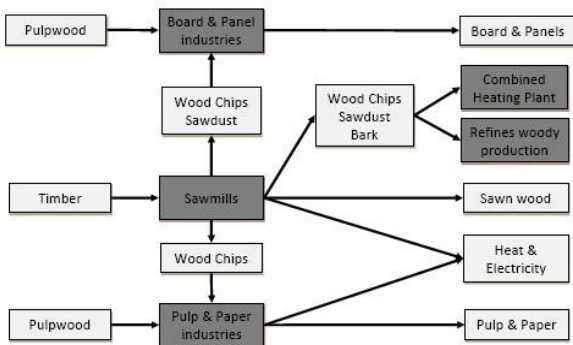 Pulpwood
Board & Panel
industries
Board & Panels
Wood Chips
Sawdust
Wood Chips
Sawdust
Bark
Combined
Heating Plant
Refines woody
production
Timber
Sawmills
Sawn wood
Wood Chips
Heat &
Electricity
Pulpwood
Pulp & Paper
industries
Pulp & Paper